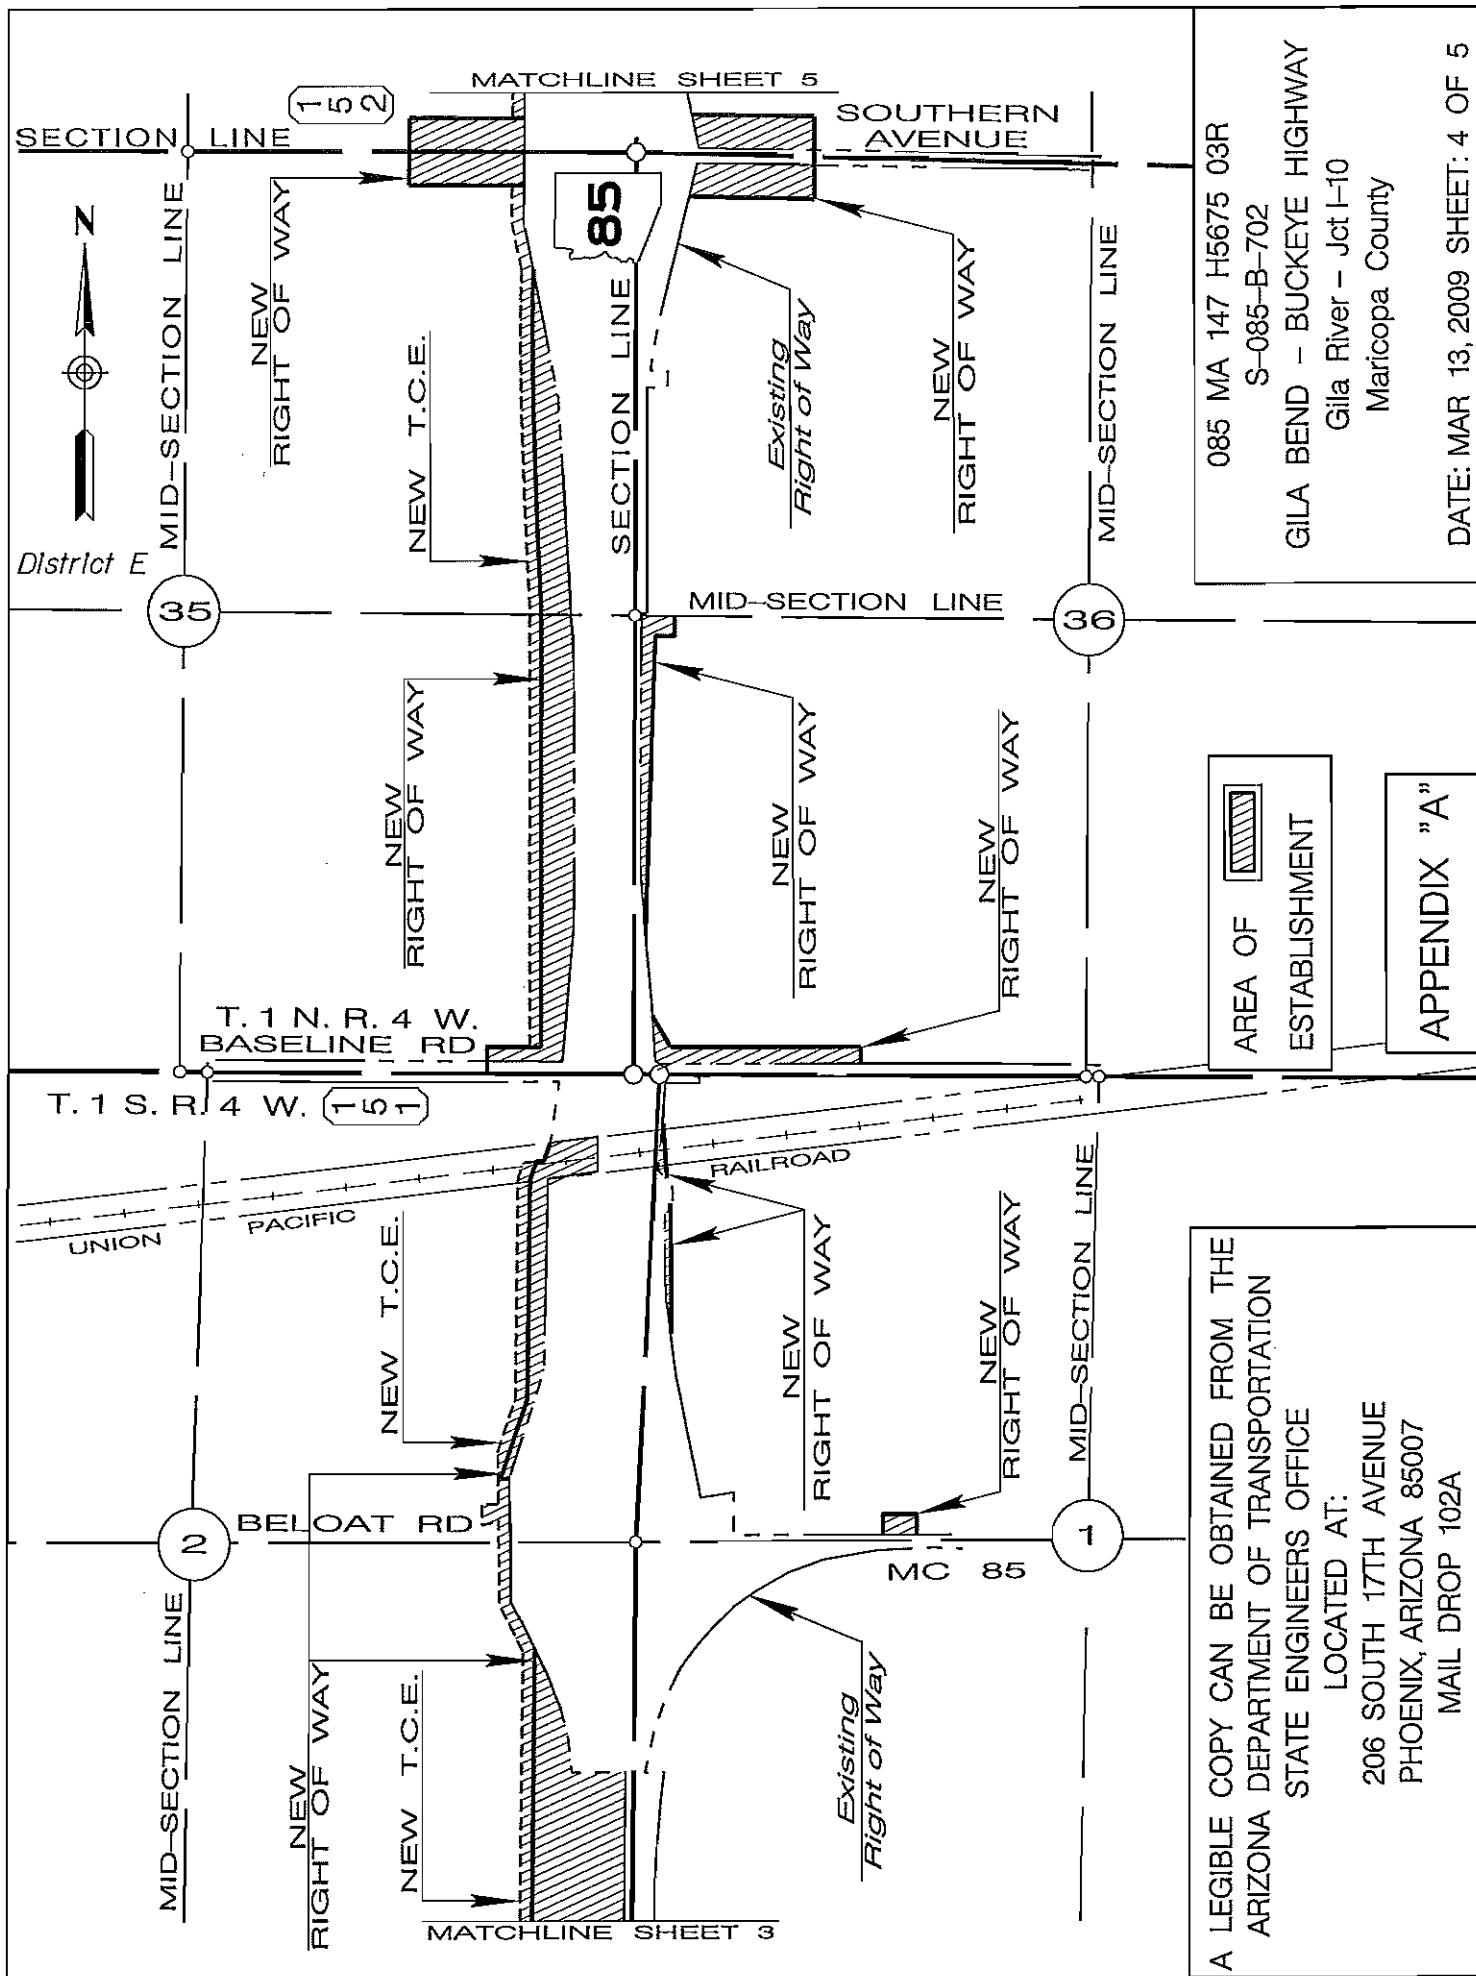 MATCHLINE SHEET 5
SECTION LINE
152
SOUTHERN
AVENUE
N
District E
MID-SECTION LINE
NEW
RIGHT OF WAY
NEW T.C.E.
85
SECTION LINE
Existing
Right of Way
NEW
RIGHT OF WAY
MID-SECTION LINE
35
MID-SECTION LINE
36
NEW
RIGHT OF WAY
NEW
RIGHT OF WAY
NEW
RIGHT OF WAY
T. 1 N. R. 4 W.
BASELINE RD
T. 1 S. R. 4 W.
151
UNION PACIFIC RAILROAD
NEW T.C.E.
NEW
RIGHT OF WAY
NEW
RIGHT OF WAY
MID-SECTION LINE
2
BELOAT RD
1
MC 85
MID-SECTION LINE
NEW
RIGHT OF WAY
NEW T.C.E.
Existing
Right of Way
MATCHLINE SHEET 3
085 MA 147 H5675 03R
S-085-B-702
GILA BEND - BUCKEYE HIGHWAY
Gila River - Jct I-10
Maricopa County
DATE: MAR 13, 2009 SHEET: 4 OF 5
AREA OF
ESTABLISHMENT
APPENDIX "A"
A LEGIBLE COPY CAN BE OBTAINED FROM THE
ARIZONA DEPARTMENT OF TRANSPORTATION
STATE ENGINEERS OFFICE
LOCATED AT:
206 SOUTH 17TH AVENUE
PHOENIX, ARIZONA 85007
MAIL DROP 102A